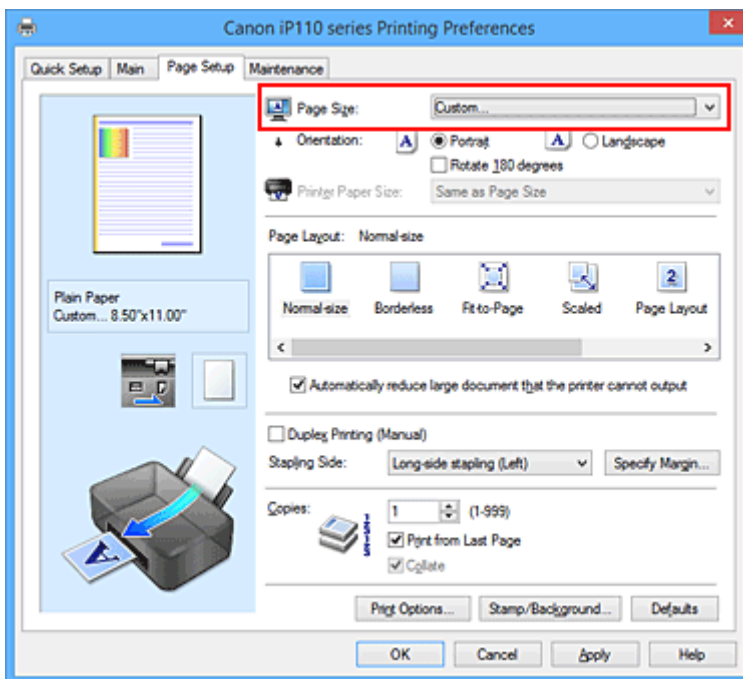 Canon iP110 series Printing Preferences
Quick Setup Main Page Setup Maintenance
Page Size: Custom...
Orientation: A Portrait A Landscape
Rotate 180 degrees
Printer Paper Size: Same as Page Size
Page Layout: Normal-size
2
Normal-size Borderless Fit-to-Page Scaled Page Layout
Plain Paper
Custom... 8.50"x11.00"
Automatically reduce large document that the printer cannot output
Duplex Printing (Manual)
Stapling Side: Long-side stapling (Left) Specify Margin...
Copies: 1 (1-999)
Print from Last Page
Collate
A
Print Options... Stamp/Background... Defaults
OK Cancel Apply Help